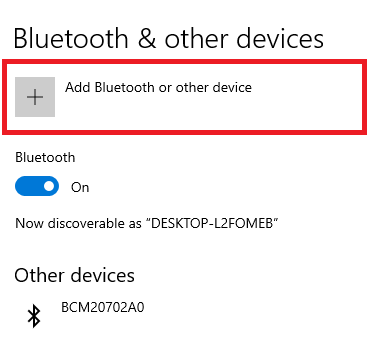 Bluetooth & other devices
Add Bluetooth or other device
Bluetooth
On
Now discoverable as “DESKTOP-L2FOMEB”
Other devices
BCM20702A0